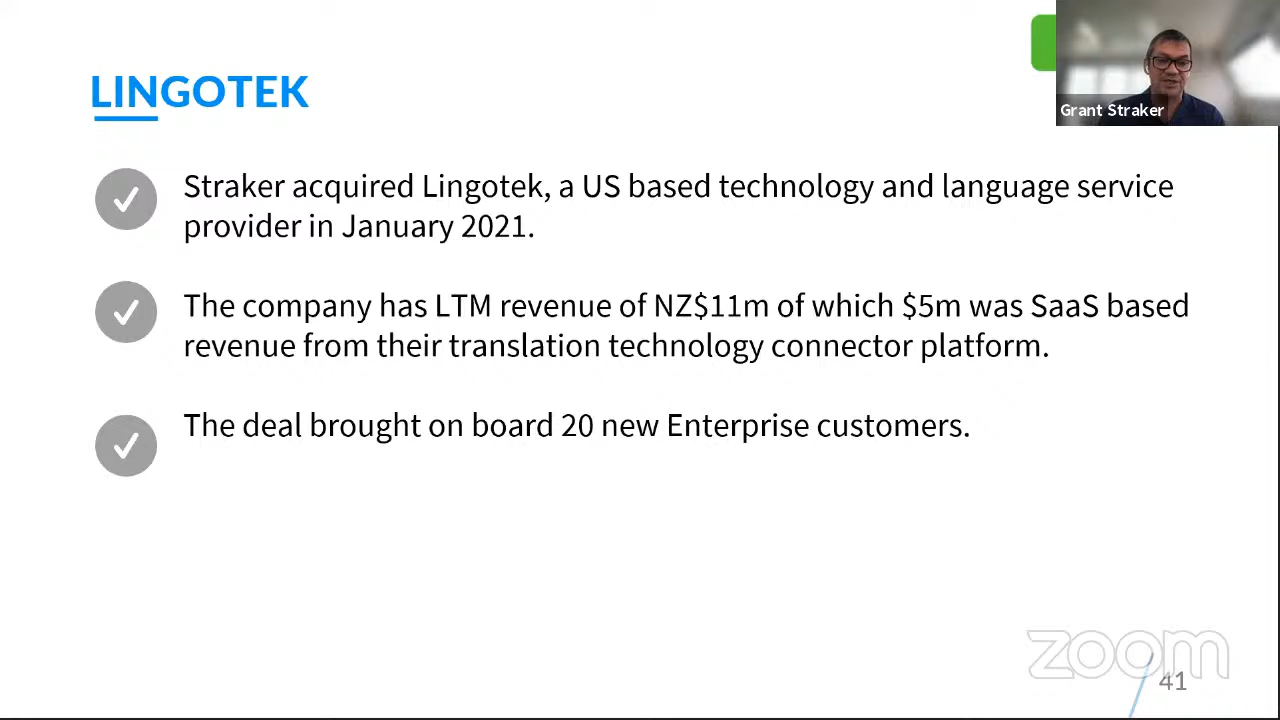 LINGOTEK
Grant Straker
Straker acquired Lingotek, a US based technology and language service
provider in January 2021.
The company has LTM revenue of NZ$11m of which $5m was SaaS based
revenue from their translation technology connector platform.
The deal brought on board 20 new Enterprise customers.
zoom
41